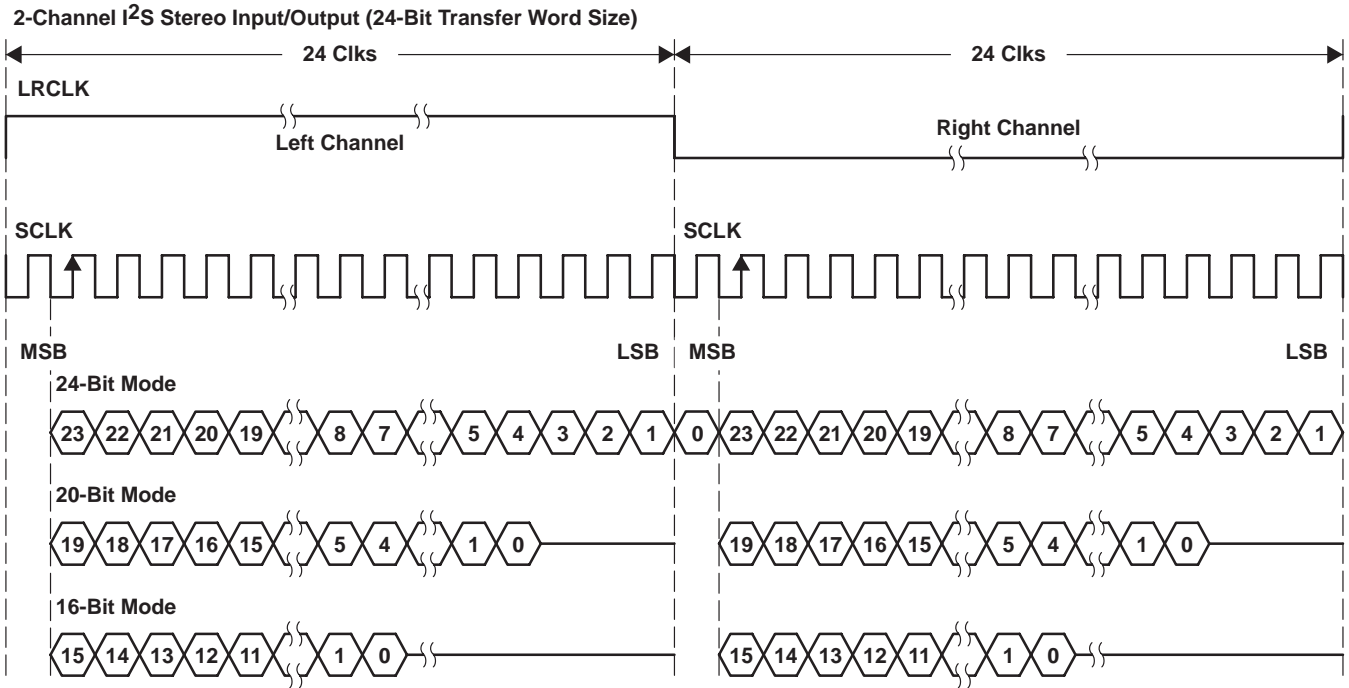 2-Channel I2S Stereo Input/Output (24-Bit Transfer Word Size)
24 Clks 24 Clks
LRCLK
Left Channel Right Channel
SCLK SCLK
MSB LSB MSB LSB
24-Bit Mode
23 22 21 20 19 8 7 5 4 3 2 1 0 23 22 21 20 19 8 7 5 4 3 2 1
20-Bit Mode
19 18 17 16 15 5 4 1 0 19 18 17 16 15 5 4 1 0
16-Bit Mode
15 14 13 12 11 1 0 15 14 13 12 11 1 0